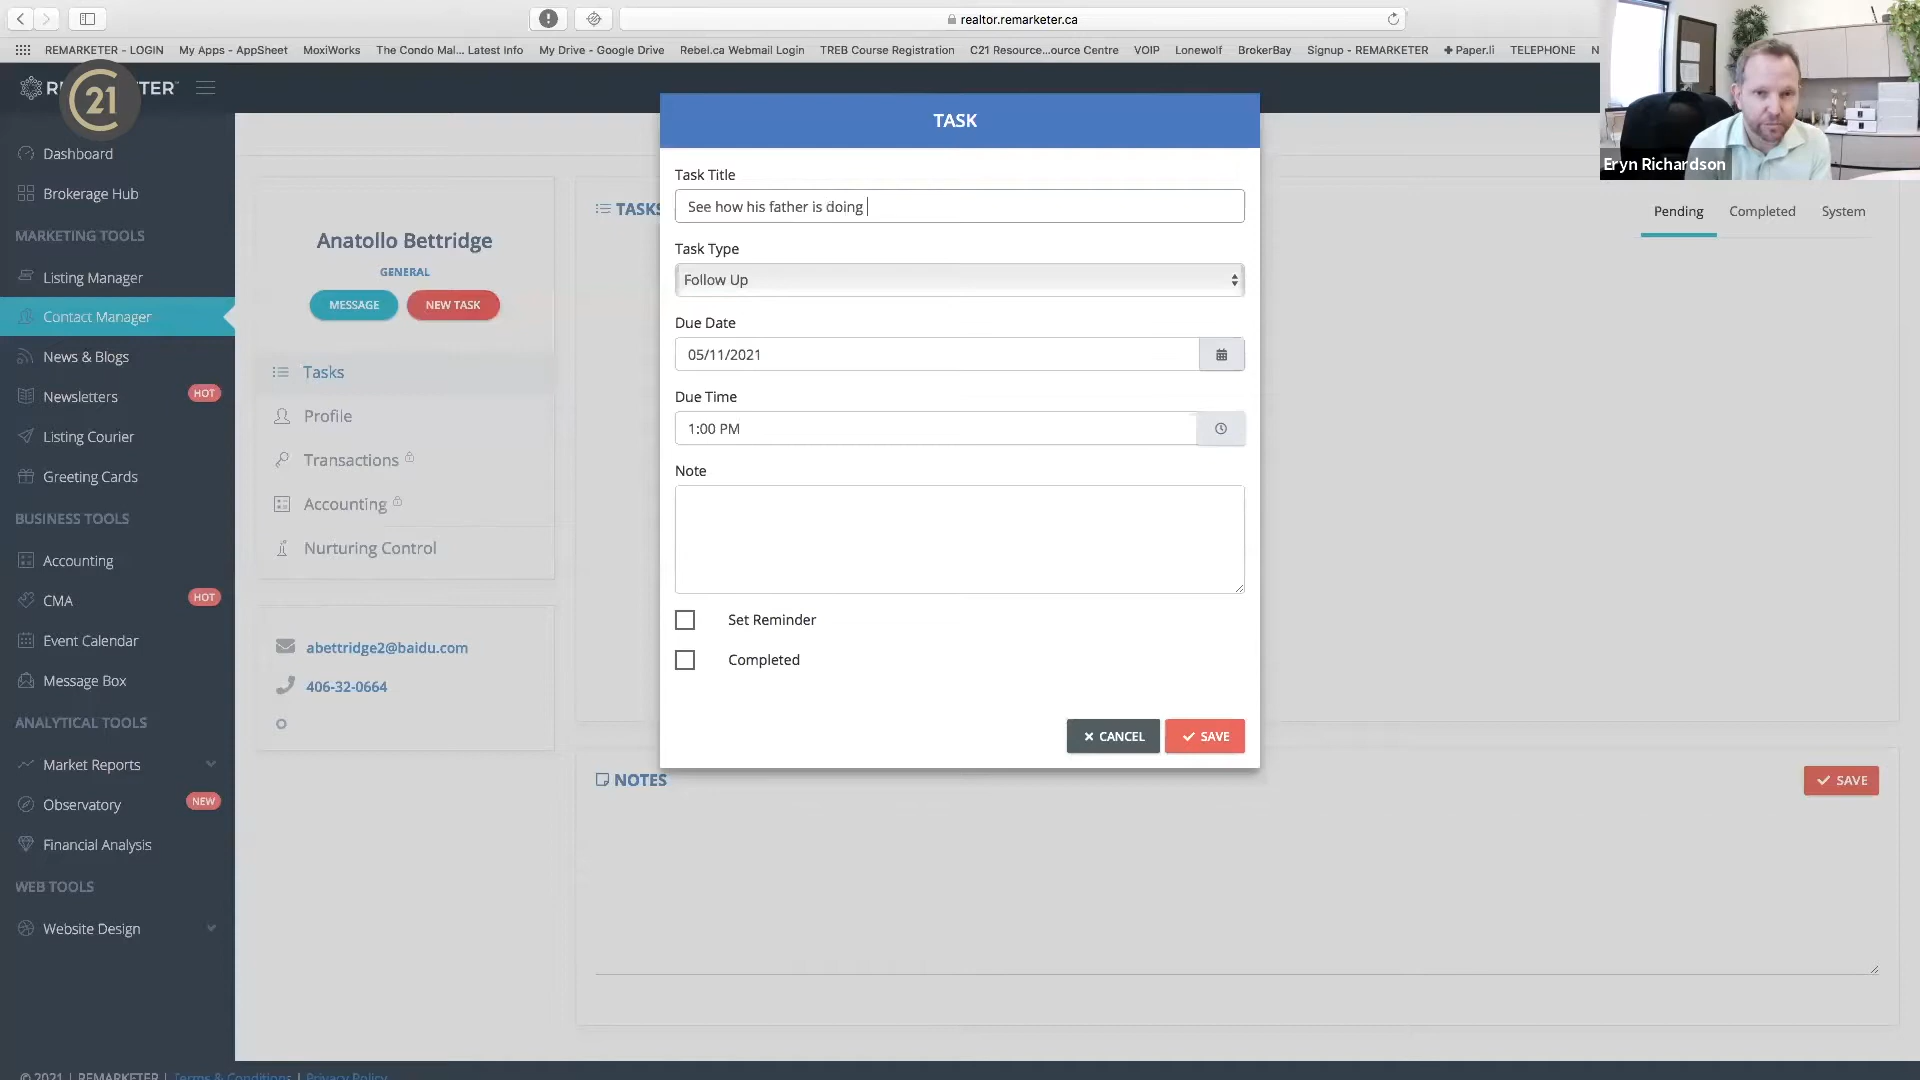 realtor.remarketer.ca
REMARKETER - LOGIN
My Apps - AppSheet
MoxiWorks
The Condo Mal... Latest Info
My Drive - Google Drive
Rebel.ca Webmail Login
TREB Course Registration
C21 Resource...ource Centre
VOIP
Lonewolf
BrokerBay
Signup - REMARKETER
Paper.li
TELEPHONE
N
C21
Dashboard
Brokerage Hub
MARKETING TOOLS
Listing Manager
Contact Manager
News & Blogs
Newsletters HOT
Listing Courier
Greeting Cards
BUSINESS TOOLS
Accounting
CMA HOT
Event Calendar
Message Box
ANALYTICAL TOOLS
Market Reports
Observatory NEW
Financial Analysis
WEB TOOLS
Website Design
Anatollo Bettridge
GENERAL
MESSAGE NEW TASK
Tasks
Profile
Transactions
Accounting
Nurturing Control
abettridge2@baidu.com
406-32-0664
TASKS
Pending Completed System
TASK
Task Title
See how his father is doing
Task Type
Follow Up
Due Date
05/11/2021
Due Time
1:00 PM
Note
Set Reminder
Completed
CANCEL SAVE
NOTES
SAVE
Eryn Richardson
© 2021 | REMARKETER | Terms & Conditions | Privacy Policy